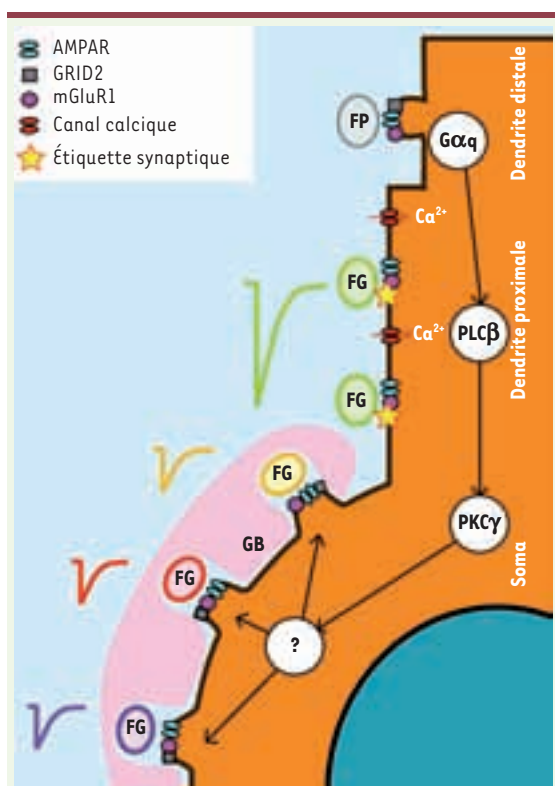 AMPAR
GRID2
mGluR1
Canal calcique
Étiquette synaptique
FP
Gαq
Dendrite distale
Ca²⁺
FG
Ca²⁺
PLCβ
Dendrite proximale
FG
FG
GB
PKCγ
Soma
FG
?
FG